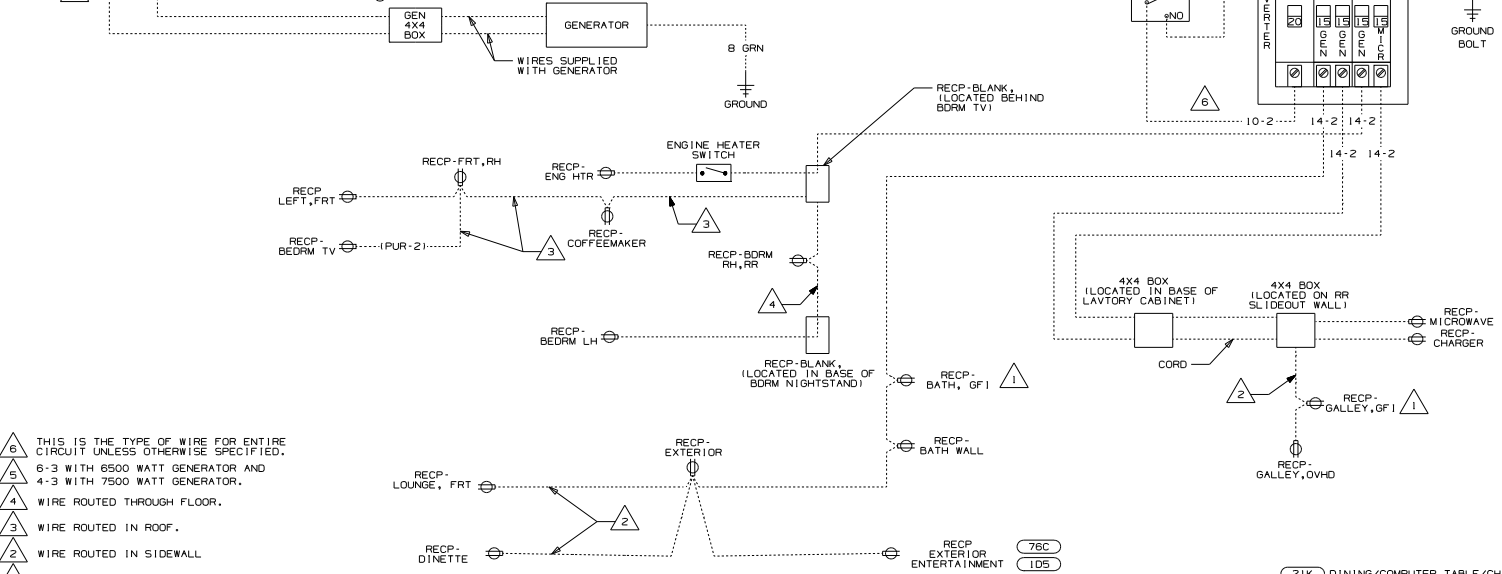 GEN
4X4
BOX
GENERATOR
WIRES SUPPLIED
WITH GENERATOR
8 GRN
GROUND
NO
VERTER
20
15
15
15
15
GEN
GEN
GEN
MICR
GROUND
BOLT
6
10-2
14-2
14-2
14-2
14-2
RECP-BLANK,
(LOCATED BEHIND
BDRM TV)
ENGINE HEATER
SWITCH
RECP-FRT,RH
RECP-
ENG HTR
RECP
LEFT,FRT
RECP-
COFFEEMAKER
3
3
RECP-
BEDRM TV
(PUR-2)
RECP-BDRM
RH,RR
4
RECP-
BEDRM LH
RECP-BLANK,
(LOCATED IN BASE OF
BDRM NIGHTSTAND)
4X4 BOX
(LOCATED IN BASE OF
LAVTORY CABINET)
4X4 BOX
(LOCATED ON RR
SLIDEOUT WALL)
RECP-
MICROWAVE
RECP-
CHARGER
CORD
RECP-
BATH, GFI
1
2
RECP-
GALLEY,GFI
1
RECP-
BATH WALL
RECP-
GALLEY,OVHD
RECP-
EXTERIOR
RECP-
LOUNGE, FRT
2
RECP-
DINETTE
RECP
EXTERIOR
ENTERTAINMENT
76C
1D5
6 THIS IS THE TYPE OF WIRE FOR ENTIRE
CIRCUIT UNLESS OTHERWISE SPECIFIED.
5 6-3 WITH 6500 WATT GENERATOR AND
4-3 WITH 7500 WATT GENERATOR.
4 WIRE ROUTED THROUGH FLOOR.
3 WIRE ROUTED IN ROOF.
2 WIRE ROUTED IN SIDEWALL
DINING/COMPUTER TABLE/CH